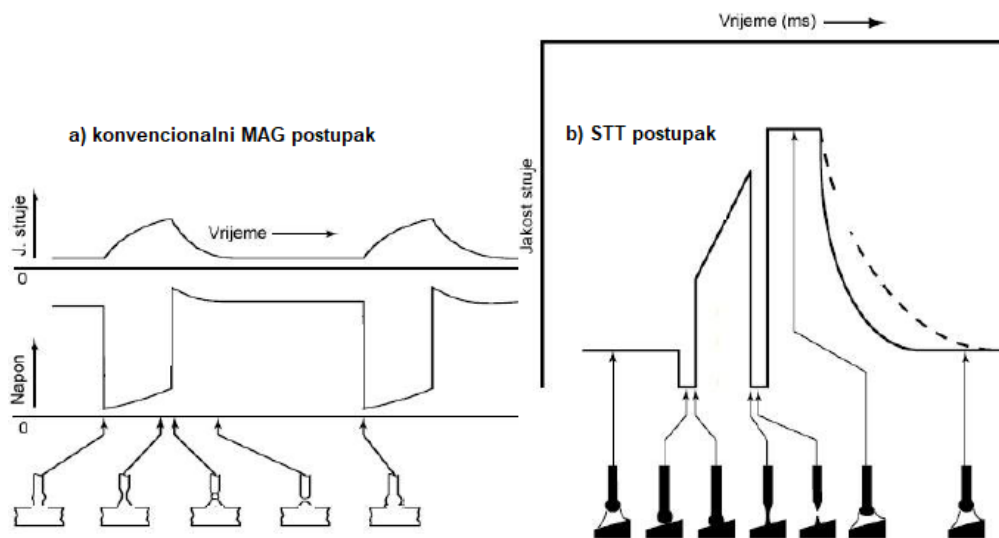 Vrijeme (ms)
a) konvencionalni MAG postupak
b) STT postupak
J. struje
Vrijeme
0
Napon
0
Jakost struje